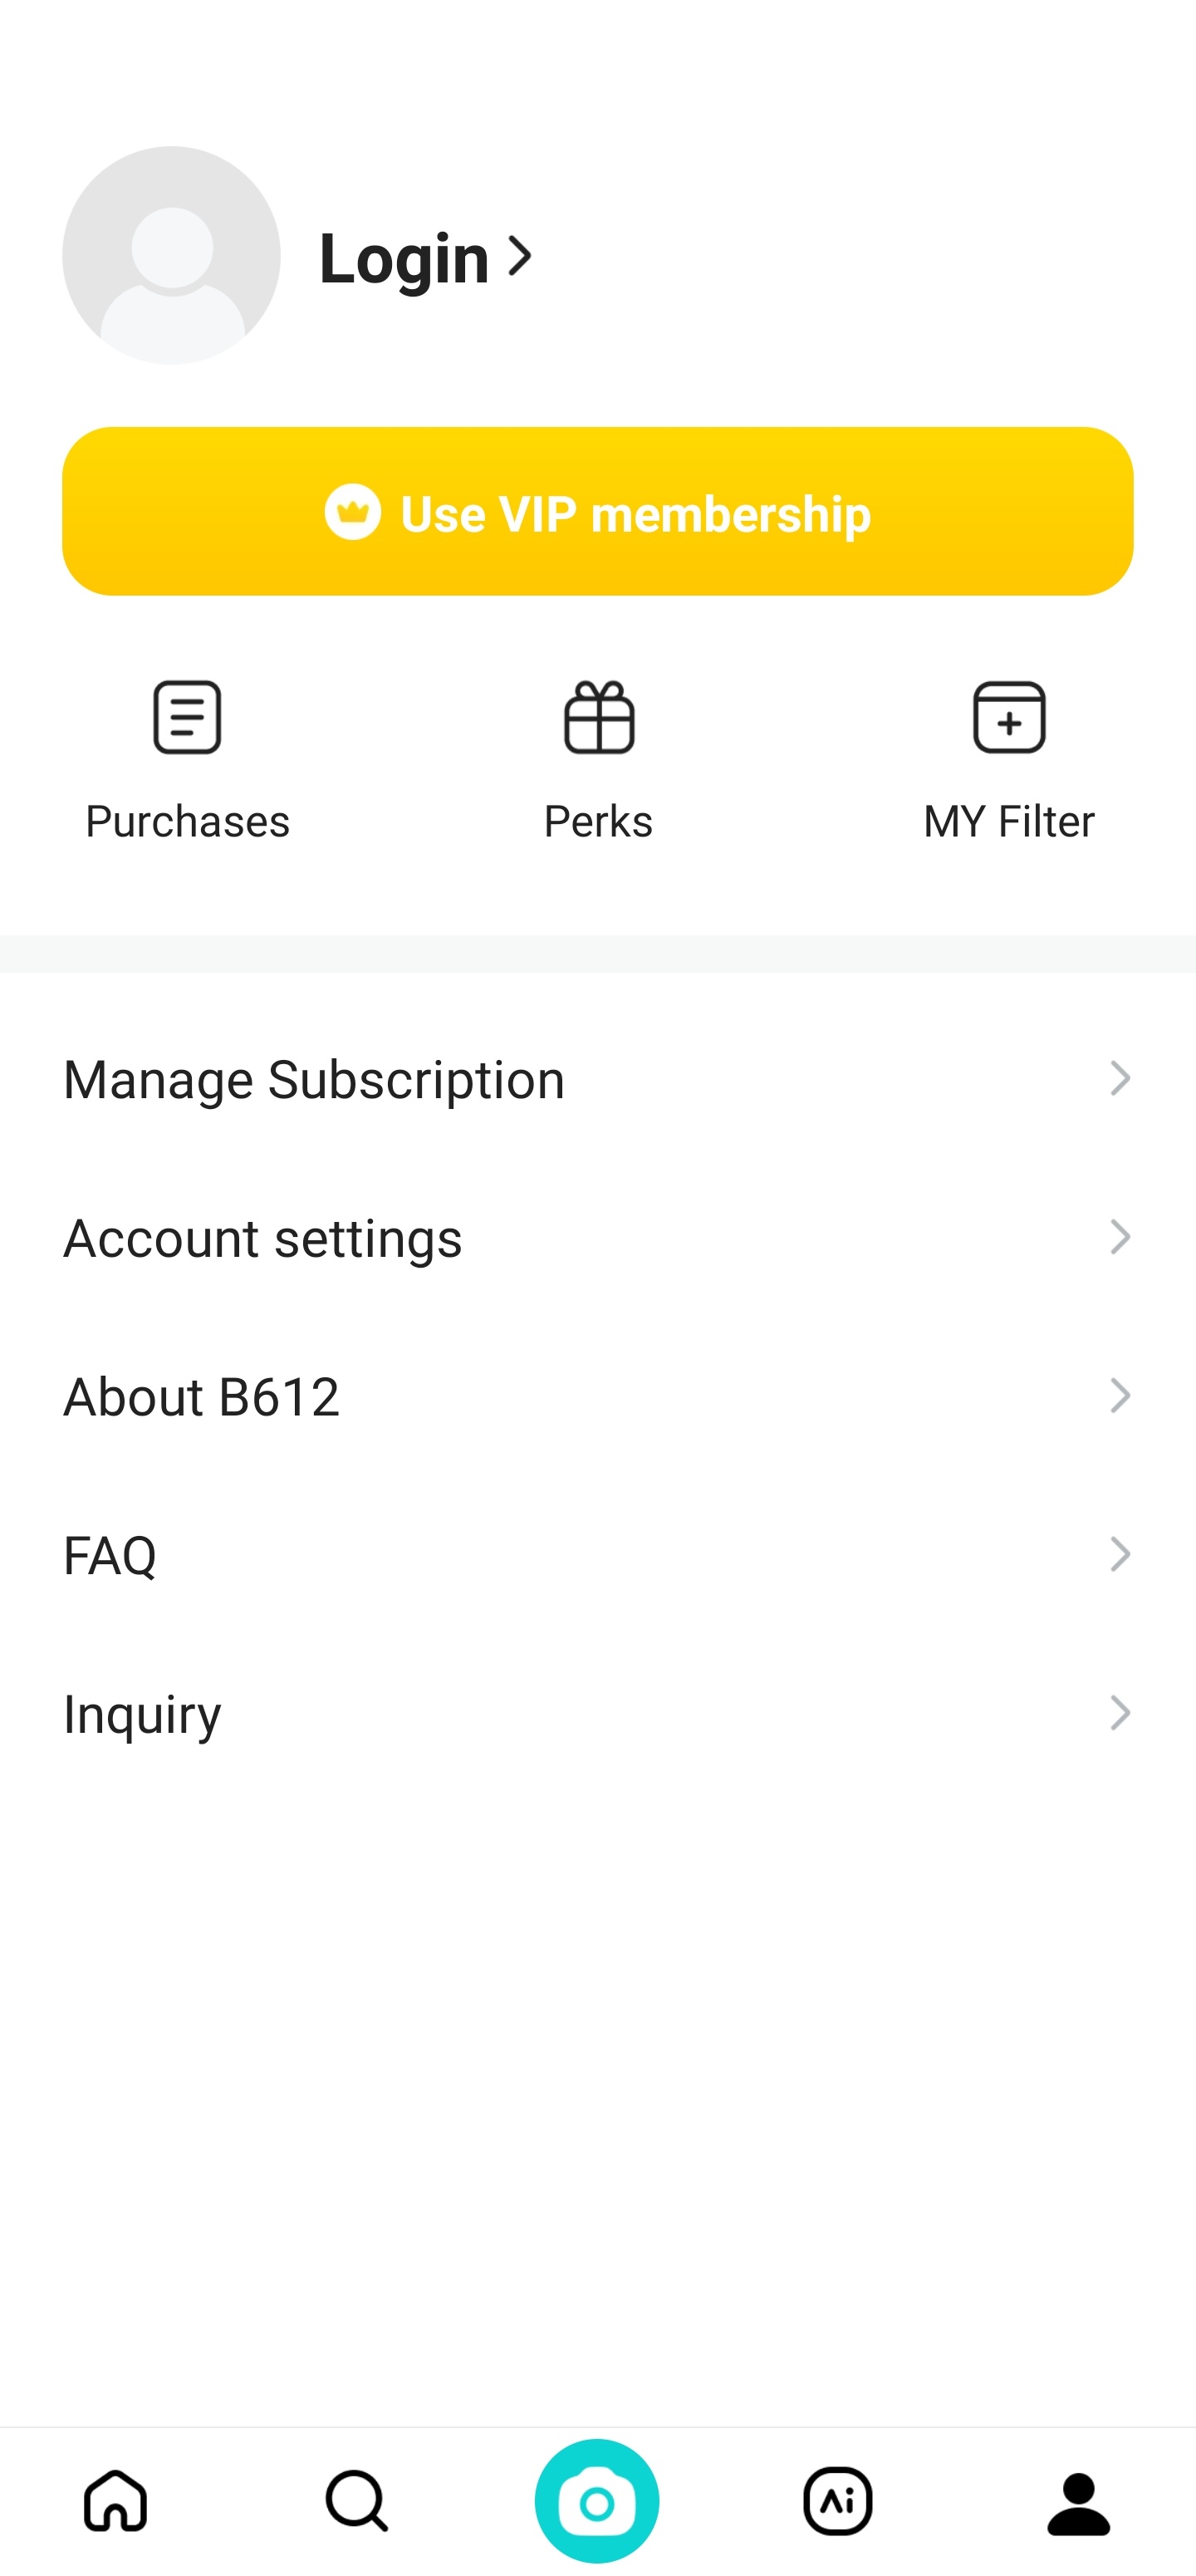 Login
Use VIP membership
Purchases
Perks
MY Filter
Manage Subscription
Account settings
About B612
FAQ
Inquiry
Ai